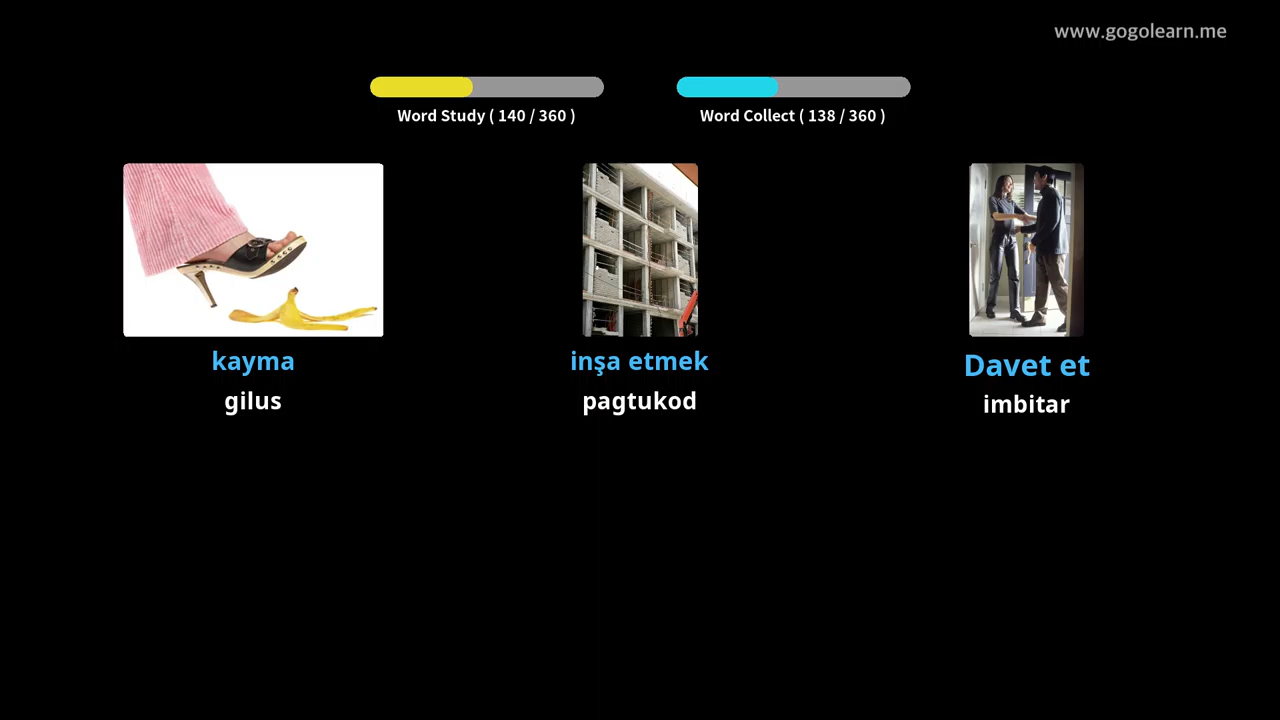 www.gogolearn.me
Word Study ( 140 / 360 )
Word Collect ( 138 / 360 )
kayma
gilus
inşa etmek
pagtukod
Davet et
imbitar